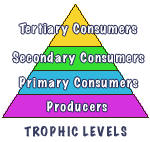 Tertiary Consumers
Secondary Consumers
Primary Consumers
Producers
TROPHIC LEVELS